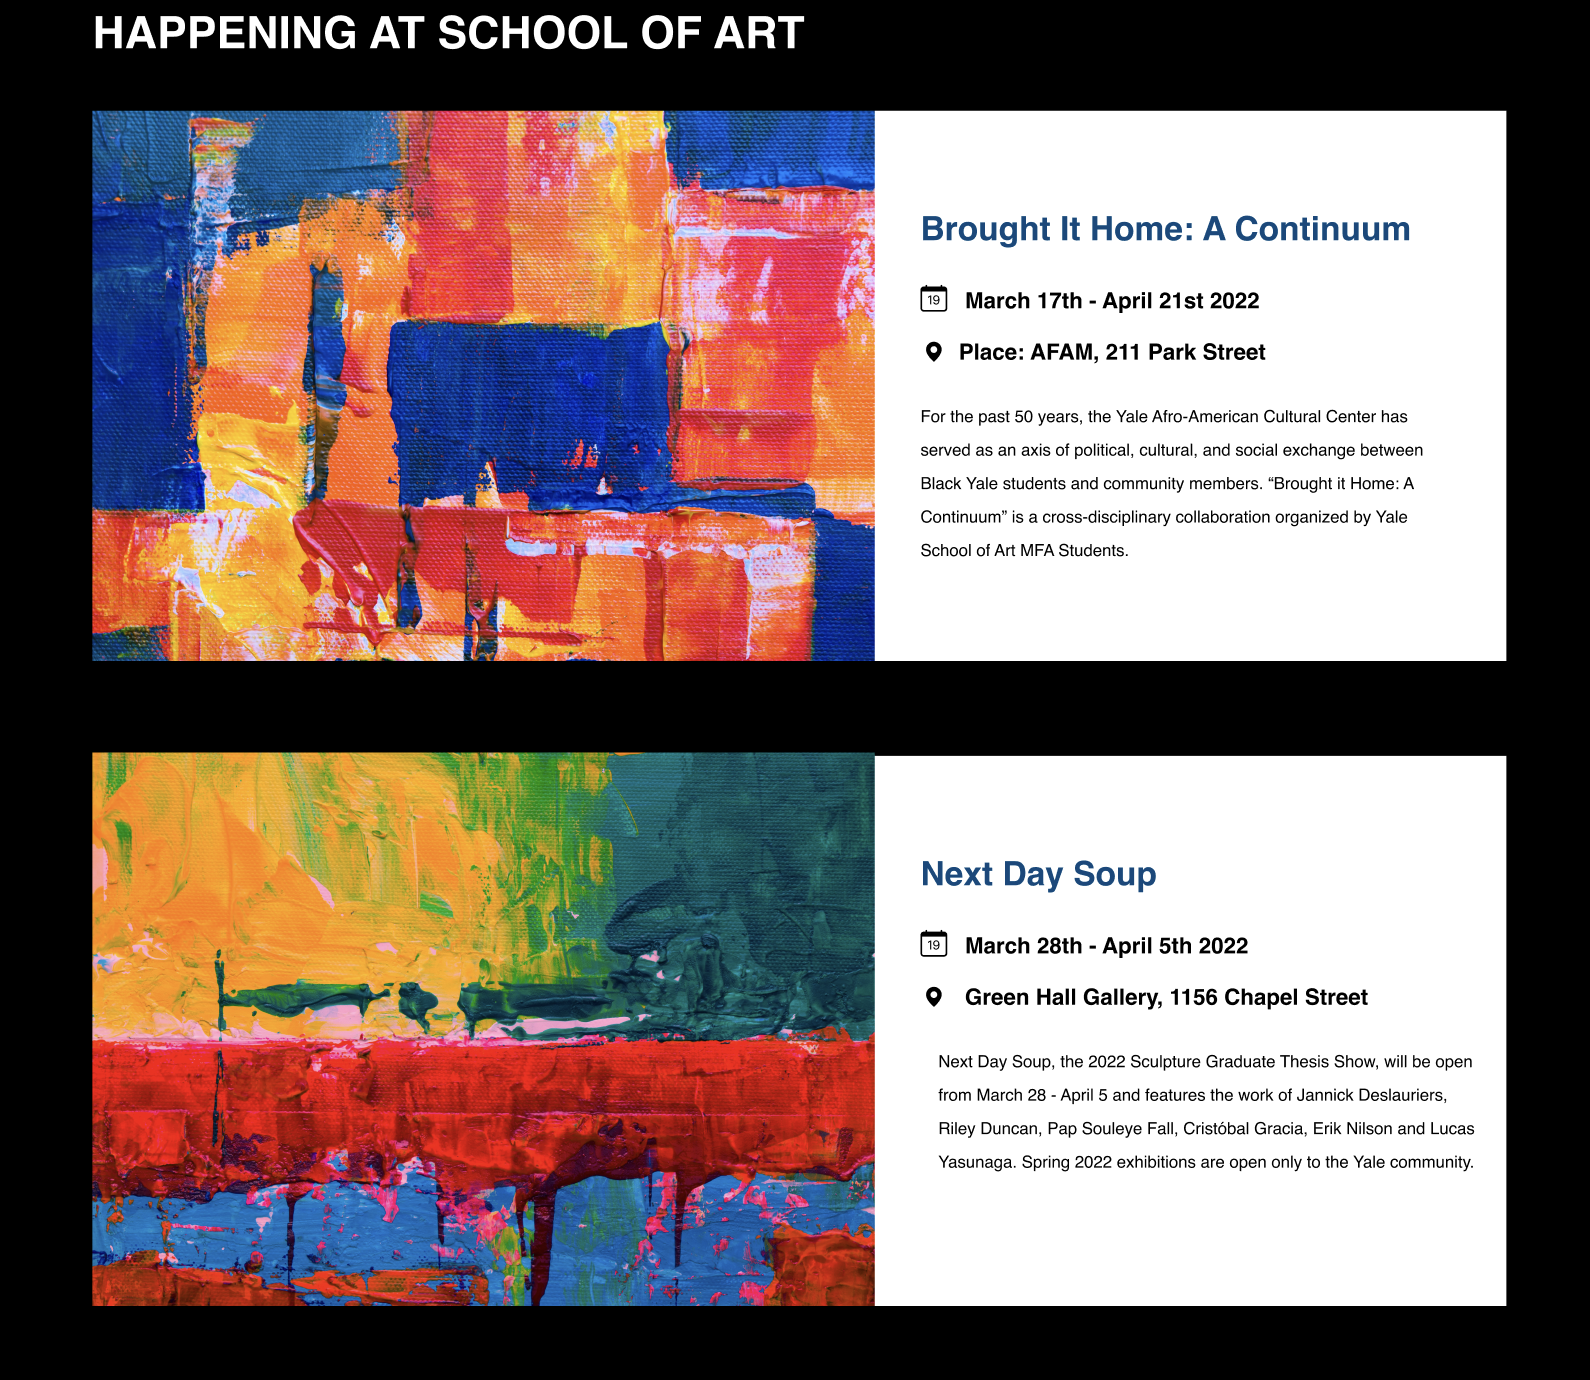 HAPPENING AT SCHOOL OF ART
Brought It Home: A Continuum
19 March 17th - April 21st 2022
Place: AFAM, 211 Park Street
For the past 50 years, the Yale Afro-American Cultural Center has
served as an axis of political, cultural, and social exchange between
Black Yale students and community members. “Brought it Home: A
Continuum” is a cross-disciplinary collaboration organized by Yale
School of Art MFA Students.
Next Day Soup
19 March 28th - April 5th 2022
Green Hall Gallery, 1156 Chapel Street
Next Day Soup, the 2022 Sculpture Graduate Thesis Show, will be open
from March 28 - April 5 and features the work of Jannick Deslauriers,
Riley Duncan, Pap Souleye Fall, Cristóbal Gracia, Erik Nilson and Lucas
Yasunaga. Spring 2022 exhibitions are open only to the Yale community.